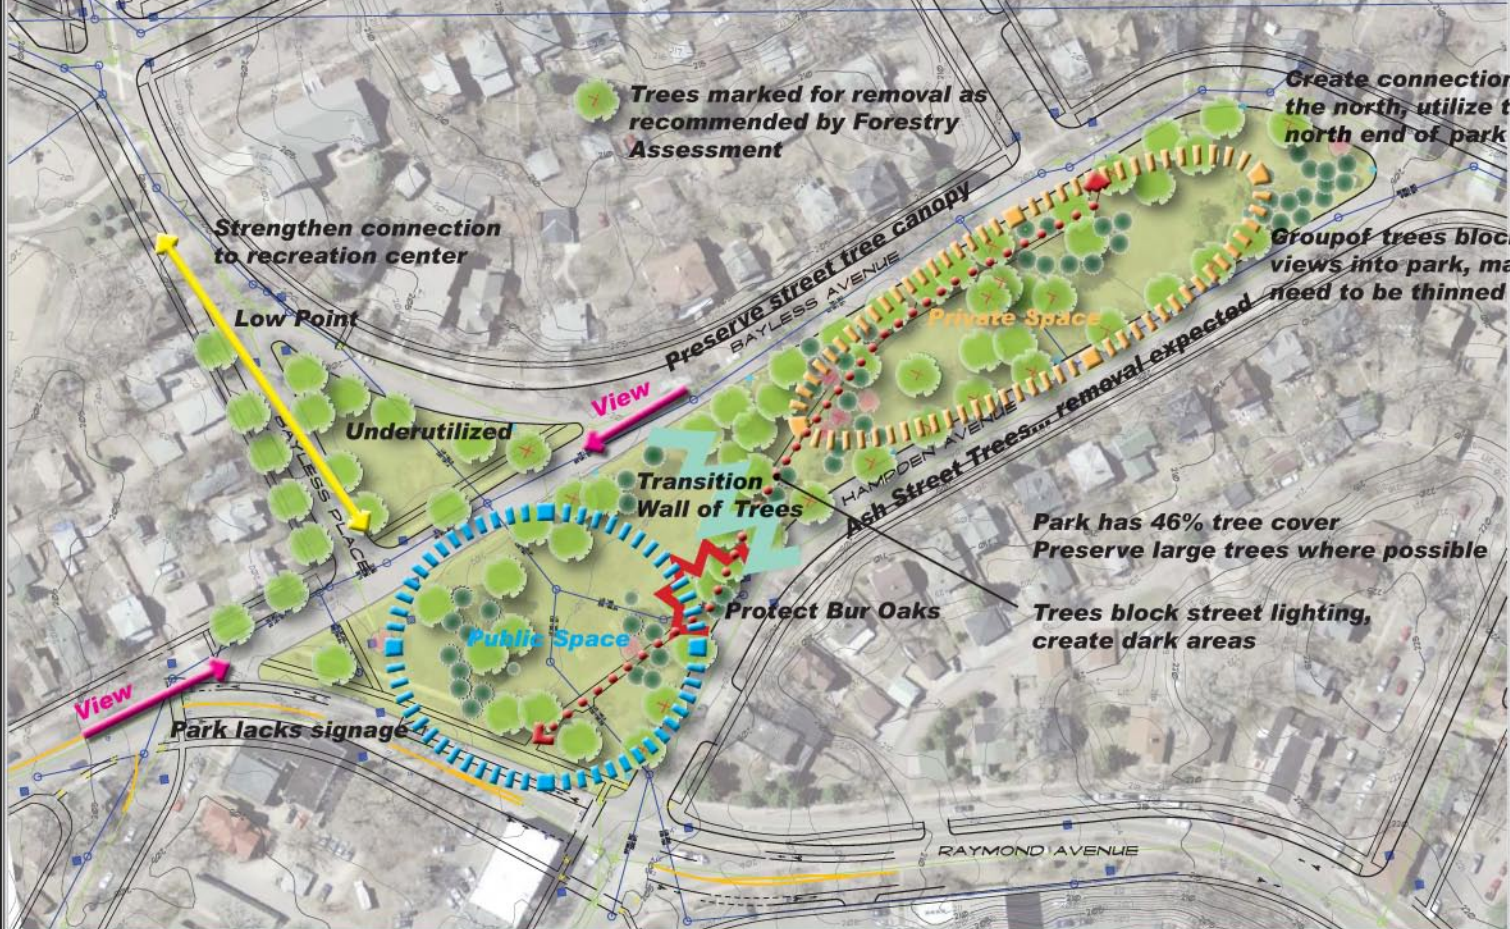 Trees marked for removal as
recommended by Forestry
Assessment
Create connection
the north, utilize t
north end of park
Strengthen connection
to recreation center
Preserve street tree canopy
BAYLESS AVENUE
Groupof trees bloc
views into park, ma
need to be thinned
Low Point
Private Space
View
Underutilized
BAYLESS PLACE
HAMPDEN AVENUE
Ash Street Trees... removal expected
Transition
Wall of Trees
Park has 46% tree cover
Preserve large trees where possible
Protect Bur Oaks
Trees block street lighting,
create dark areas
Public Space
View
Park lacks signage
RAYMOND AVENUE